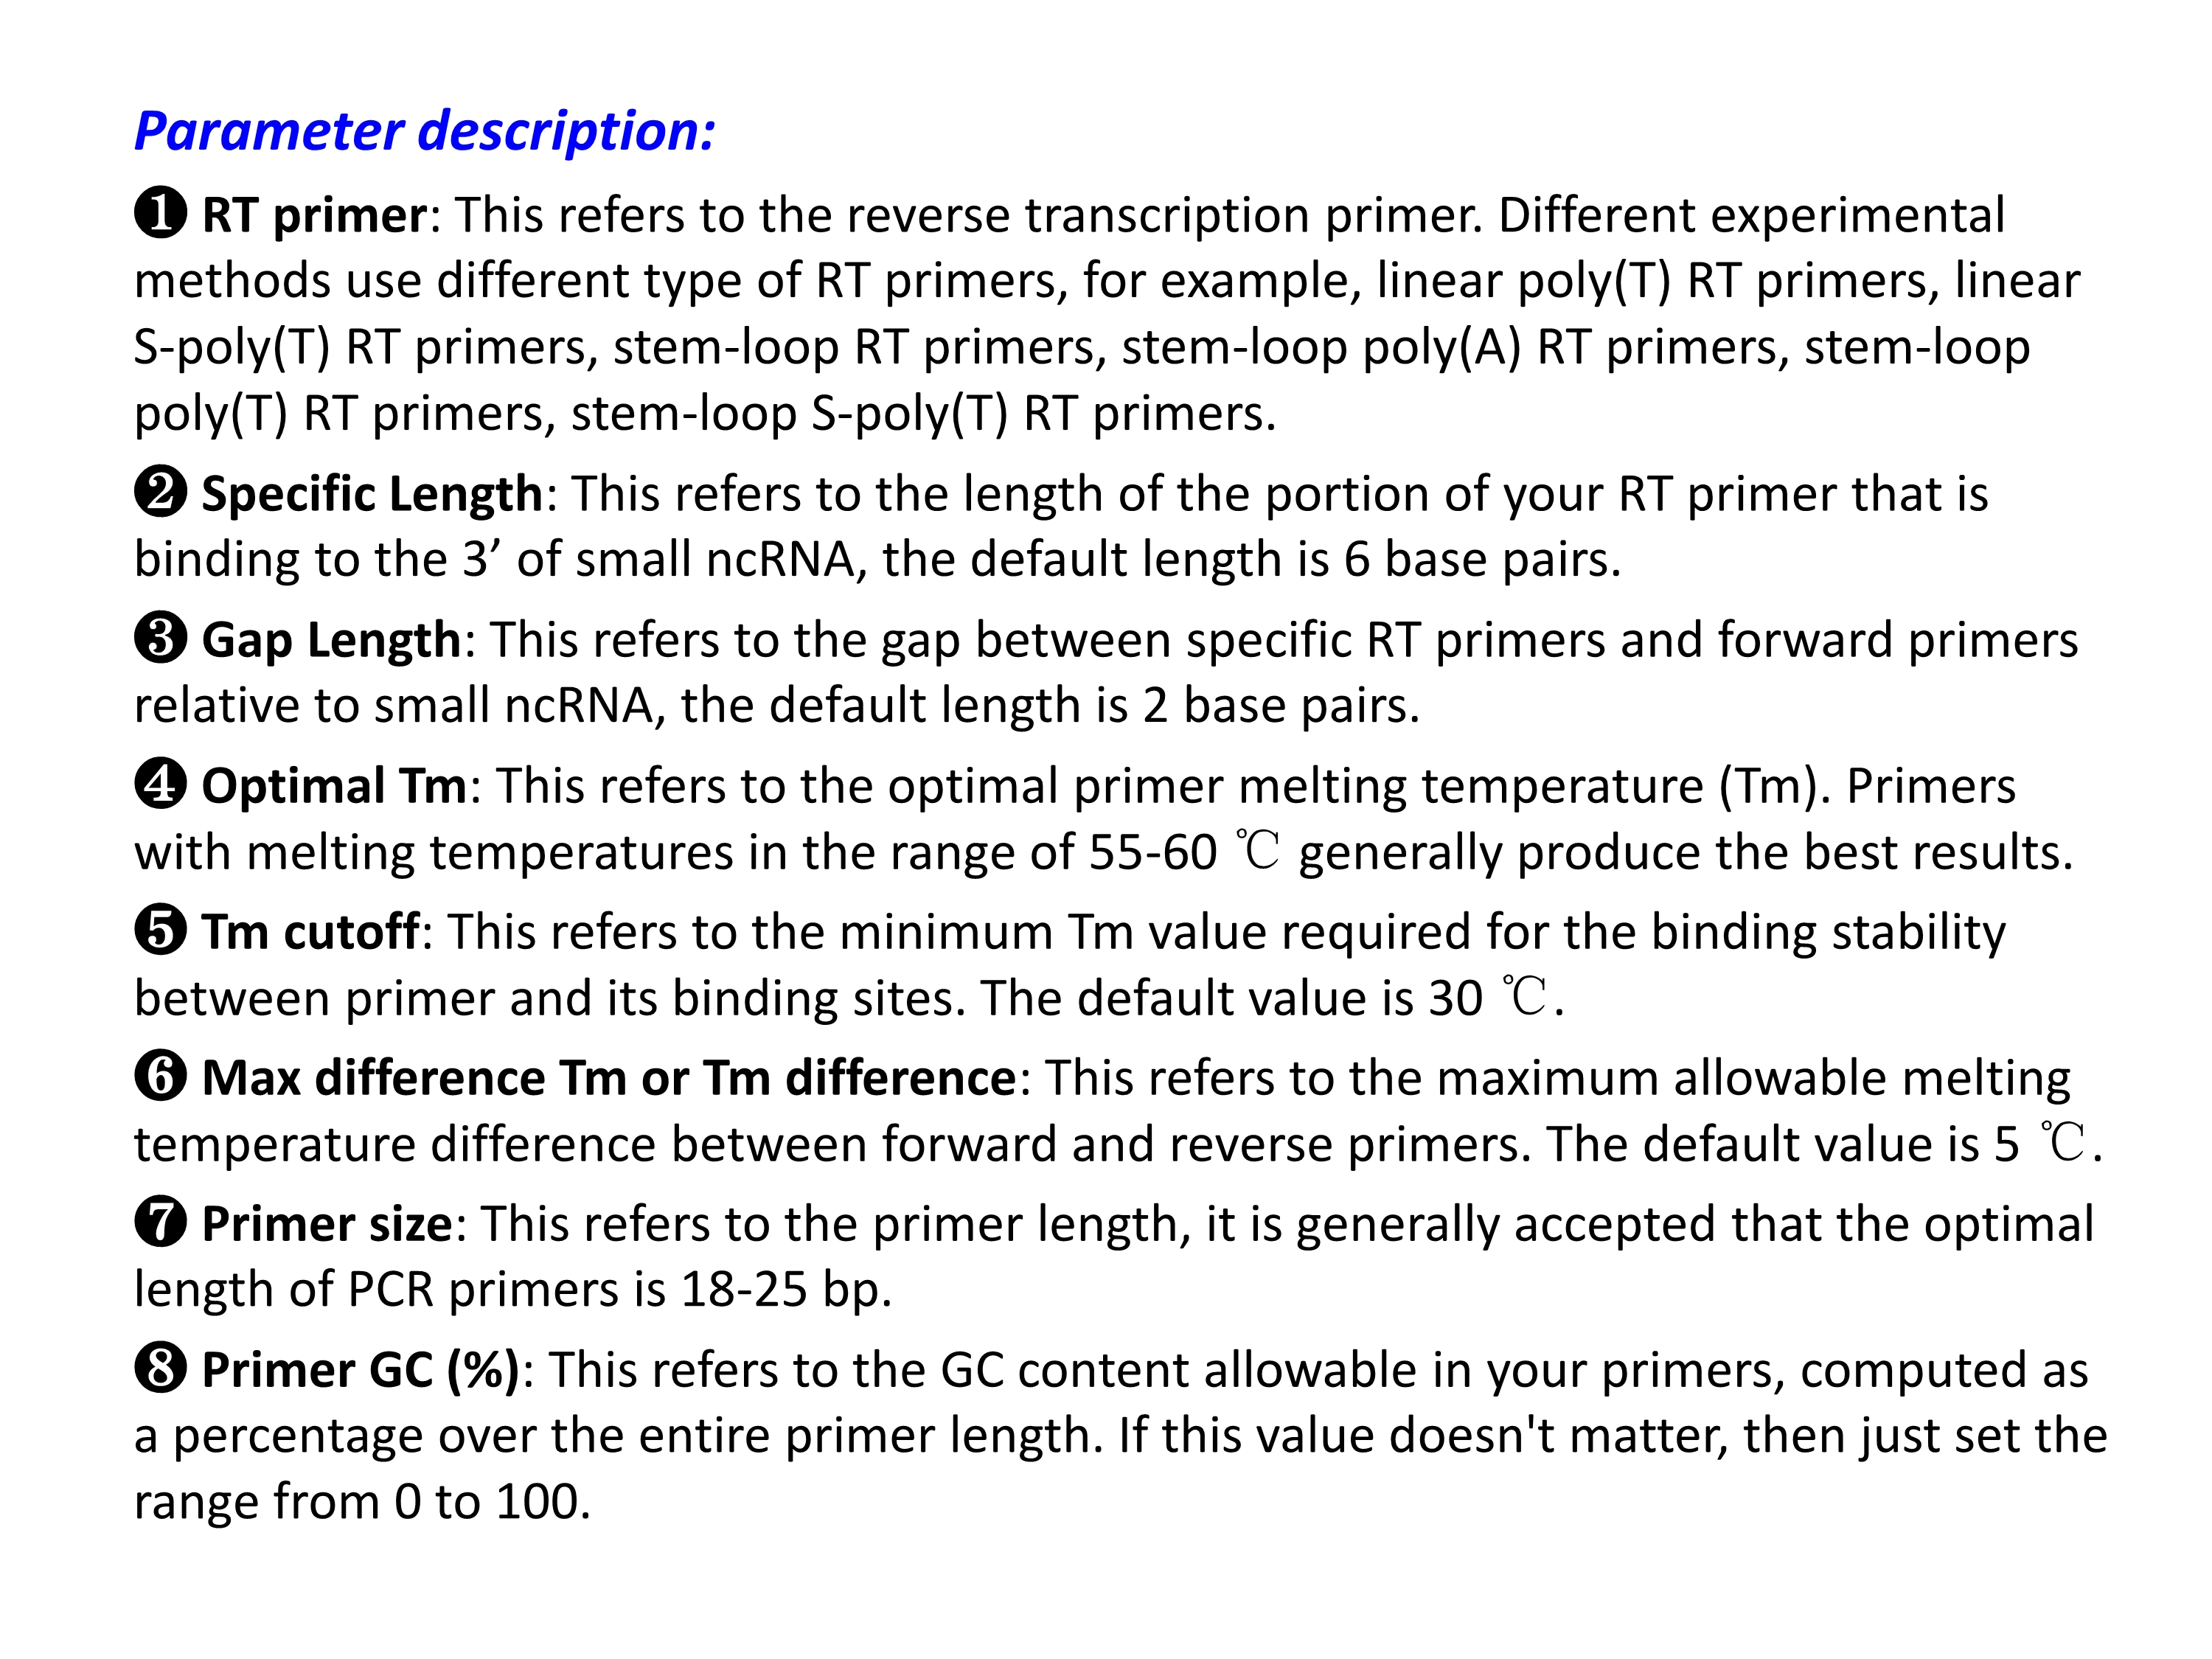 Parameter description:
❶ RT primer: This refers to the reverse transcription primer. Different experimental
methods use different type of RT primers, for example, linear poly(T) RT primers, linear
S-poly(T) RT primers, stem-loop RT primers, stem-loop poly(A) RT primers, stem-loop
poly(T) RT primers, stem-loop S-poly(T) RT primers.
❷ Specific Length: This refers to the length of the portion of your RT primer that is
binding to the 3’ of small ncRNA, the default length is 6 base pairs.
❸ Gap Length: This refers to the gap between specific RT primers and forward primers
relative to small ncRNA, the default length is 2 base pairs.
❹ Optimal Tm: This refers to the optimal primer melting temperature (Tm). Primers
with melting temperatures in the range of 55-60 ℃ generally produce the best results.
❺ Tm cutoff: This refers to the minimum Tm value required for the binding stability
between primer and its binding sites. The default value is 30 ℃.
❻ Max difference Tm or Tm difference: This refers to the maximum allowable melting
temperature difference between forward and reverse primers. The default value is 5 ℃.
❼ Primer size: This refers to the primer length, it is generally accepted that the optimal
length of PCR primers is 18-25 bp.
❽ Primer GC (%): This refers to the GC content allowable in your primers, computed as
a percentage over the entire primer length. If this value doesn't matter, then just set the
range from 0 to 100.